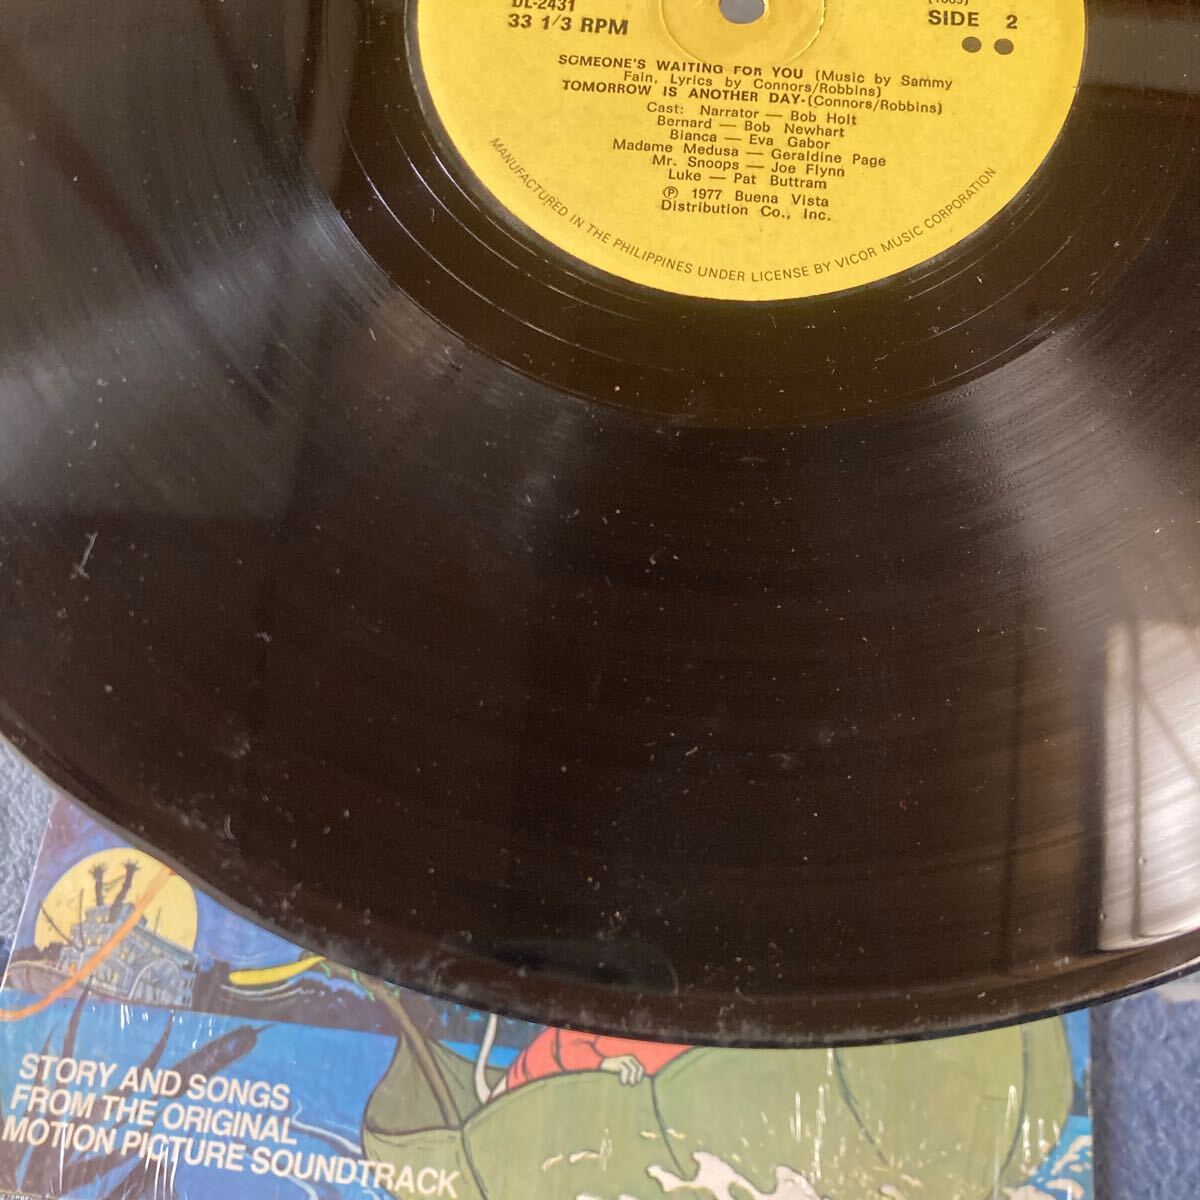 DL-2431
33 1/3 RPM
SIDE 2
SOMEONE'S WAITING FOR YOU (Music by Sammy
Fain, Lyrics by Connors/Robbins)
TOMORROW IS ANOTHER DAY-(Connors/Robbins)
Cast: Narrator — Bob Holt
Bernard — Bob Newhart
Bianca — Eva Gabor
Madame Medusa — Geraldine Page
Mr. Snoops — Joe Flynn
Luke — Pat Buttram
℗ 1977 Buena Vista
Distribution Co., Inc.
MANUFACTURED IN THE PHILIPPINES UNDER LICENSE BY VICOR MUSIC CORPORATION
STORY AND SONGS
FROM THE ORIGINAL
MOTION PICTURE SOUNDTRACK